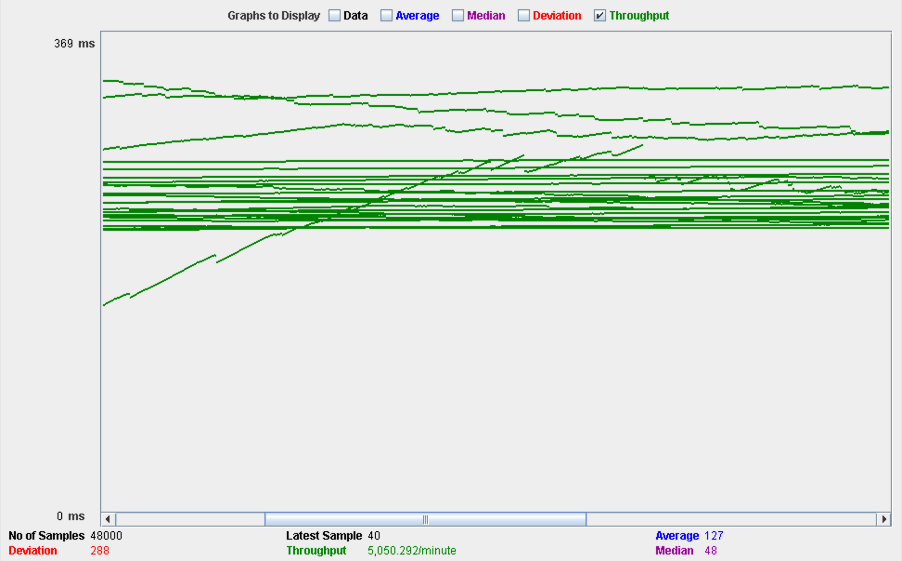 Graphs to Display Data Average Median Deviation Throughput
369 ms
0 ms
No of Samples 48000 Latest Sample 40 Average 127
Deviation 288 Throughput 5,050.292/minute Median 48